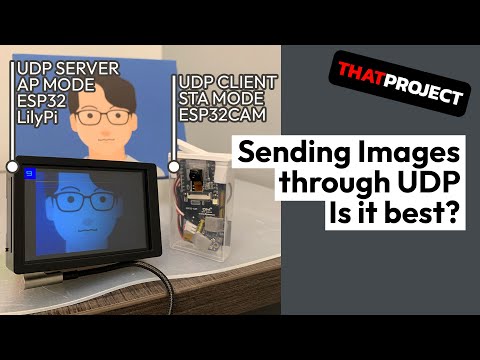 UDP SERVER
AP MODE
ESP32
LilyPi
UDP CLIENT
STA MODE
ESP32CAM
THATPROJECT
Sending Images
through UDP
Is it best?
9